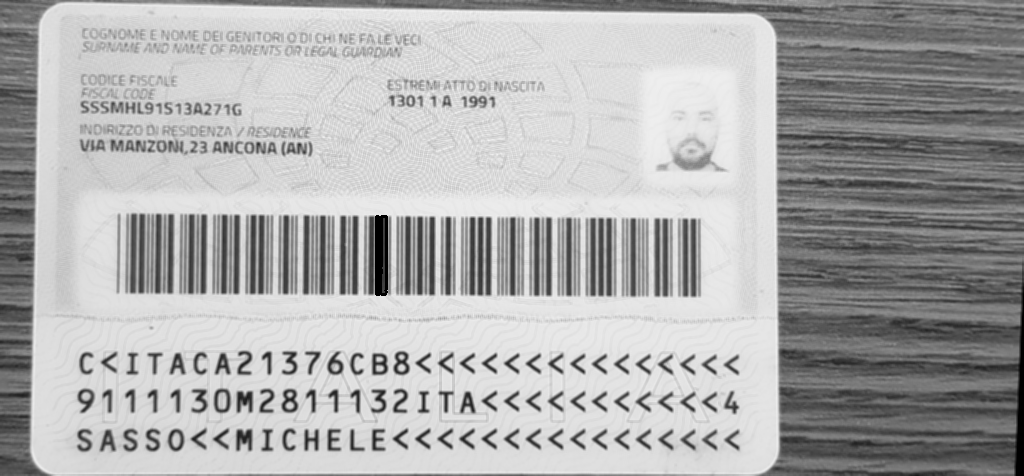 COGNOME E NOME DEI GENITORI O DI CHI NE FA LE VECI
SURNAME AND NAME OF PARENTS OR LEGAL GUARDIAN
CODICE FISCALE
FISCAL CODE
SSSMHL91S13A271G
ESTREMI ATTO DI NASCITA
1301 1 A 1991
INDIRIZZO DI RESIDENZA / RESIDENCE
VIA MANZONI,23 ANCONA (AN)
C<ITACA21376CB8<<<<<<<<<<<<<<<
9111130M2811132ITA<<<<<<<<<<<4
SASSO<<MICHELE<<<<<<<<<<<<<<<<
ITALIA